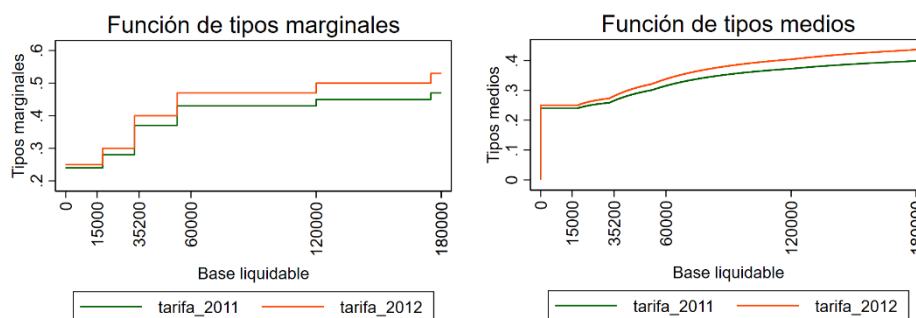 Función de tipos marginales
Tipos marginales
.6
.5
.4
.3
.2
0
15000
35200
60000
120000
180000
Base liquidable
tarifa_2011
tarifa_2012
Función de tipos medios
Tipos medios
.4
.3
.2
.1
0
0
15000
35200
60000
120000
180000
Base liquidable
tarifa_2011
tarifa_2012